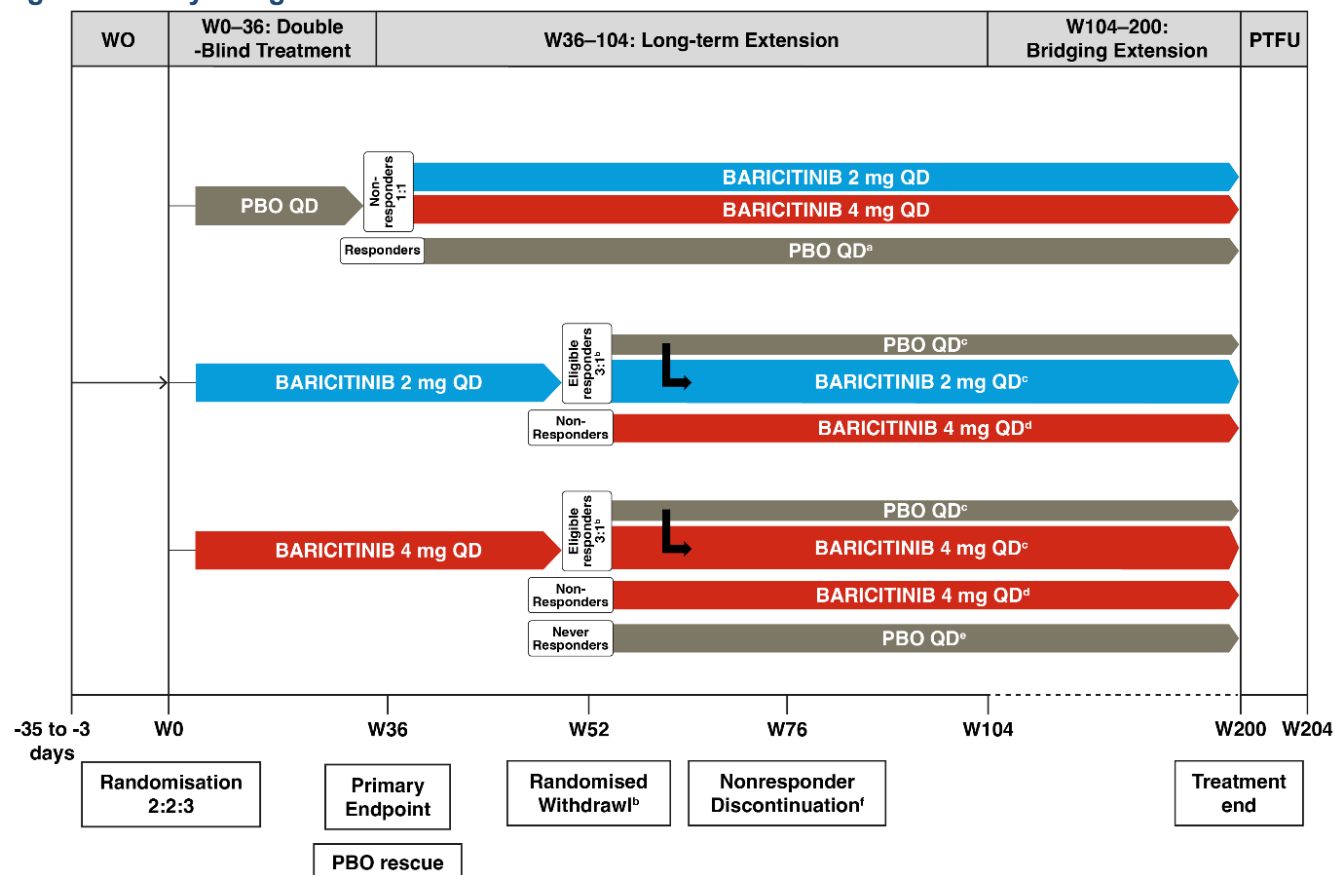 WO
W0–36: Double
-Blind Treatment
W36–104: Long-term Extension
W104–200:
Bridging Extension
PTFU
PBO QD
Non-
responders
1:1
BARICITINIB 2 mg QD
BARICITINIB 4 mg QD
Responders
PBO QDᵃ
BARICITINIB 2 mg QD
Eligible
responders
3:1ᵇ
PBO QDᶜ
BARICITINIB 2 mg QDᶜ
Non-
Responders
BARICITINIB 4 mg QDᵈ
BARICITINIB 4 mg QD
Eligible
responders
3:1ᵇ
PBO QDᶜ
BARICITINIB 4 mg QDᶜ
Non-
Responders
BARICITINIB 4 mg QDᵈ
Never
Responders
PBO QDᵉ
-35 to -3
days
W0
W36
W52
W76
W104
W200
W204
Randomisation
2:2:3
Primary
Endpoint
PBO rescue
Randomised
Withdrawlᵇ
Nonresponder
Discontinuationᶠ
Treatment
end